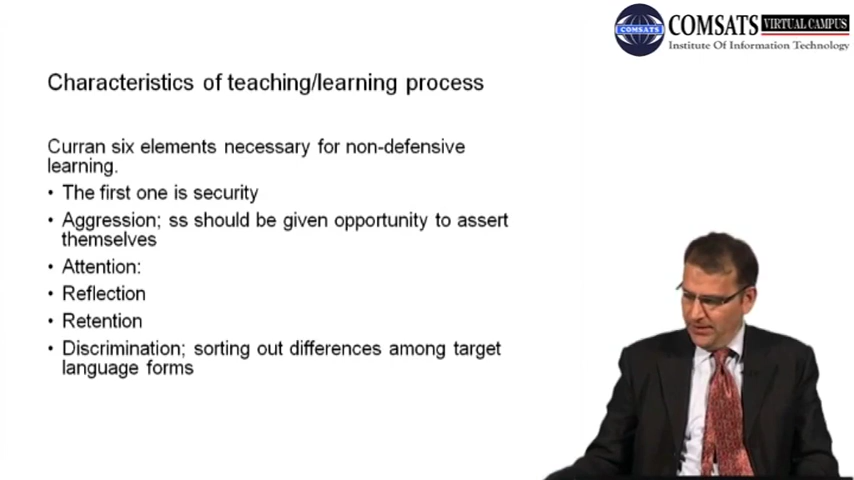 COMSATS
COMSATS VIRTUAL CAMPUS
Institute Of Information Technology
Characteristics of teaching/learning process
Curran six elements necessary for non-defensive
learning.
• The first one is security
• Aggression; ss should be given opportunity to assert
themselves
• Attention:
• Reflection
• Retention
• Discrimination; sorting out differences among target
language forms